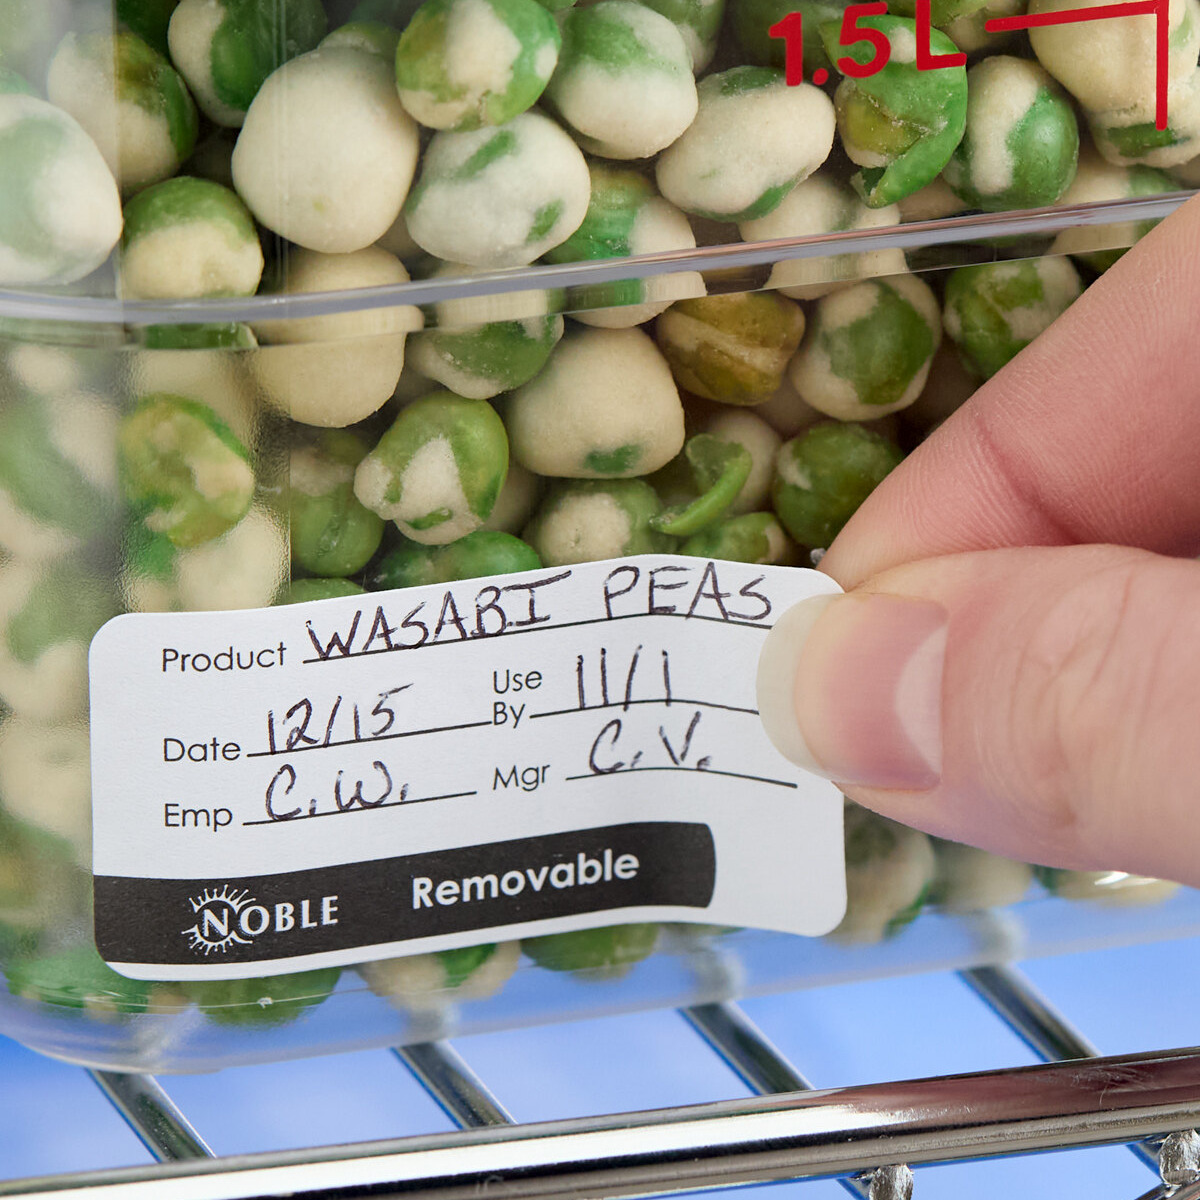 1.5L
Product WASABI PEAS
Date 12/15 Use By 11/1
Emp C.W. Mgr C.V.
NOBLE Removable